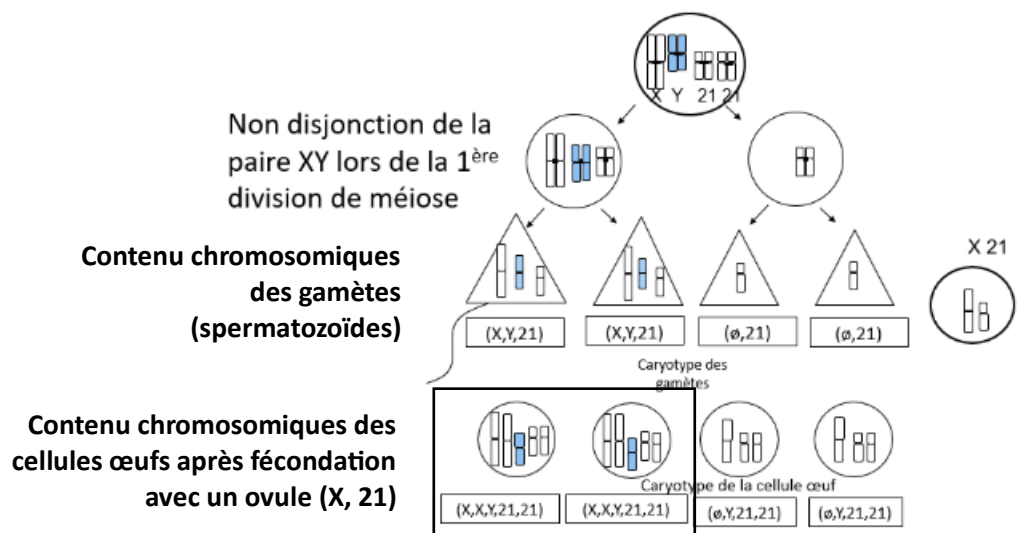 X Y 21 21
Non disjonction de la
paire XY lors de la 1ère
division de méiose
Contenu chromosomiques
des gamètes
(spermatozoïdes)
X 21
(X,Y,21) (X,Y,21) (ø,21) (ø,21)
Caryotype des
gamètes
Contenu chromosomiques des
cellules œufs après fécondation
avec un ovule (X, 21)
Caryotype de la cellule œuf
(X,X,Y,21,21) (X,X,Y,21,21) (ø,Y,21,21) (ø,Y,21,21)